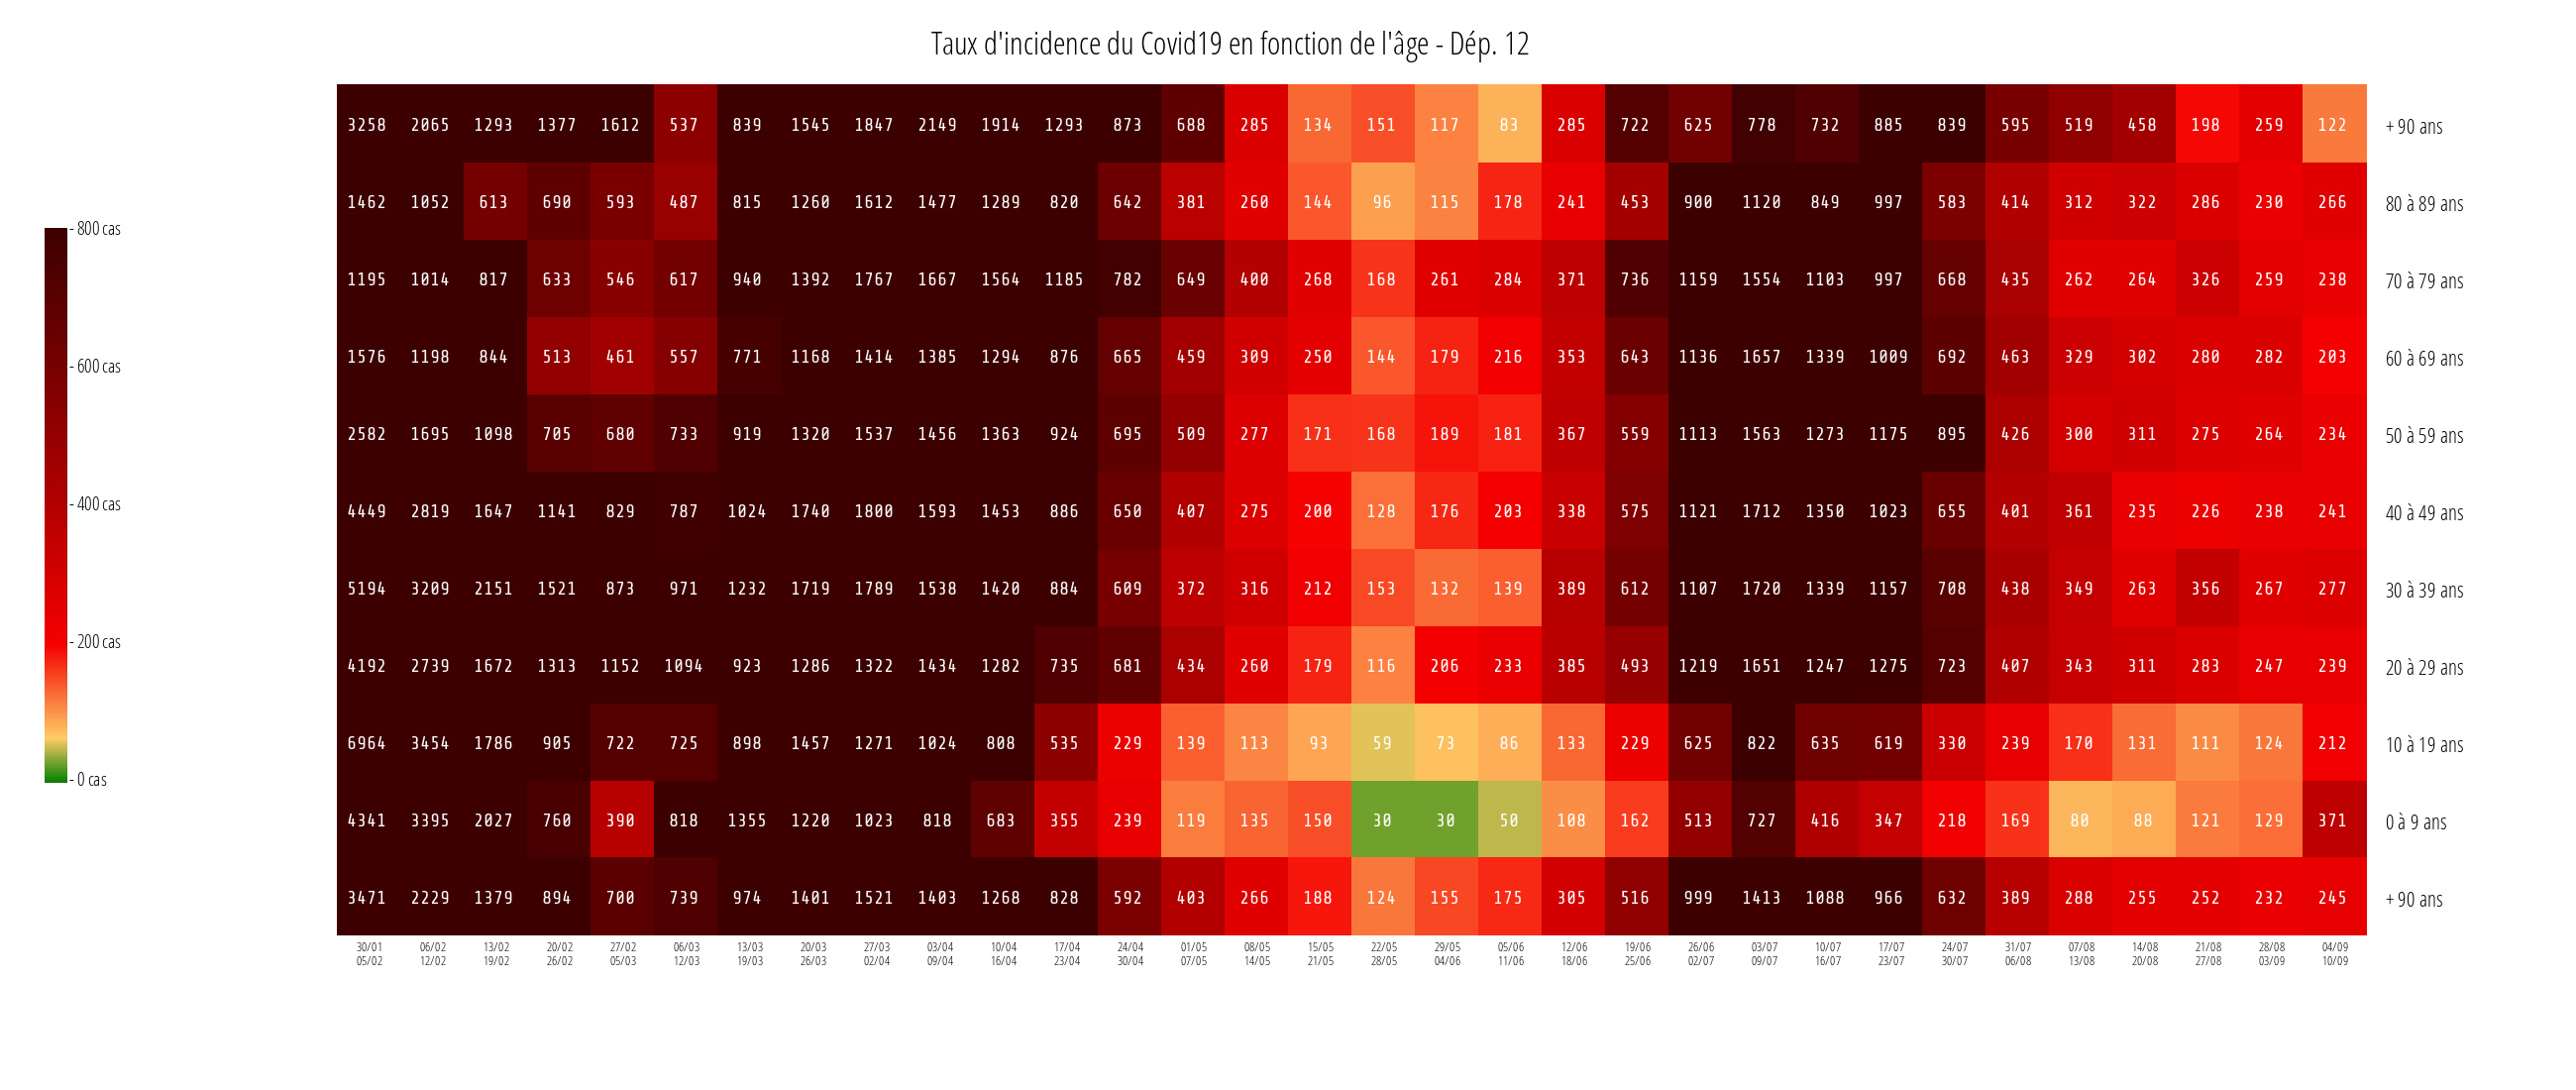 Taux d'incidence du Covid19 en fonction de l'âge - Dép. 12
3258 2065 1293 1377 1612 537 839 1545 1847 2149 1914 1293 873 688 285 134 151 117 83 285 722 625 778 732 885 839 595 519 458 198 259 122 + 90 ans
1462 1052 613 690 593 487 815 1260 1612 1477 1289 820 642 381 260 144 96 115 178 241 453 900 1120 849 997 583 414 312 322 286 230 266 80 à 89 ans
- 800 cas
1195 1014 817 633 546 617 940 1392 1767 1667 1564 1185 782 649 400 268 168 261 284 371 736 1159 1554 1103 997 668 435 262 264 326 259 238 70 à 79 ans
1576 1198 844 513 461 557 771 1168 1414 1385 1294 876 665 459 309 250 144 179 216 353 643 1136 1657 1339 1009 692 463 329 302 280 282 203 60 à 69 ans
- 600 cas
2582 1695 1098 705 680 733 919 1320 1537 1456 1363 924 695 509 277 171 168 189 181 367 559 1113 1563 1273 1175 895 426 300 311 275 264 234 50 à 59 ans
- 400 cas
4449 2819 1647 1141 829 787 1024 1740 1800 1593 1453 886 650 407 275 200 128 176 203 338 575 1121 1712 1350 1023 655 401 361 235 226 238 241 40 à 49 ans
5194 3209 2151 1521 873 971 1232 1719 1789 1538 1420 884 609 372 316 212 153 132 139 389 612 1107 1720 1339 1157 708 438 349 263 356 267 277 30 à 39 ans
- 200 cas
4192 2739 1672 1313 1152 1094 923 1286 1322 1434 1282 735 681 434 260 179 116 206 233 385 493 1219 1651 1247 1275 723 407 343 311 283 247 239 20 à 29 ans
6964 3454 1786 905 722 725 898 1457 1271 1024 808 535 229 139 113 93 59 73 86 133 229 625 822 635 619 330 239 170 131 111 124 212 10 à 19 ans
- 0 cas
4341 3395 2027 760 390 818 1355 1220 1023 818 683 355 239 119 135 150 30 30 50 108 162 513 727 416 347 218 169 80 88 121 129 371 0 à 9 ans
3471 2229 1379 894 700 739 974 1401 1521 1403 1268 828 592 403 266 188 124 155 175 305 516 999 1413 1088 966 632 389 288 255 252 232 245 + 90 ans
30/01 06/02 13/02 20/02 27/02 06/03 13/03 20/03 27/03 03/04 10/04 17/04 24/04 01/05 08/05 15/05 22/05 29/05 05/06 12/06 19/06 26/06 03/07 10/07 17/07 24/07 31/07 07/08 14/08 21/08 28/08 04/09
05/02 12/02 19/02 26/02 05/03 12/03 19/03 26/03 02/04 09/04 16/04 23/04 30/04 07/05 14/05 21/05 28/05 04/06 11/06 18/06 25/06 02/07 09/07 16/07 23/07 30/07 06/08 13/08 20/08 27/08 03/09 10/09